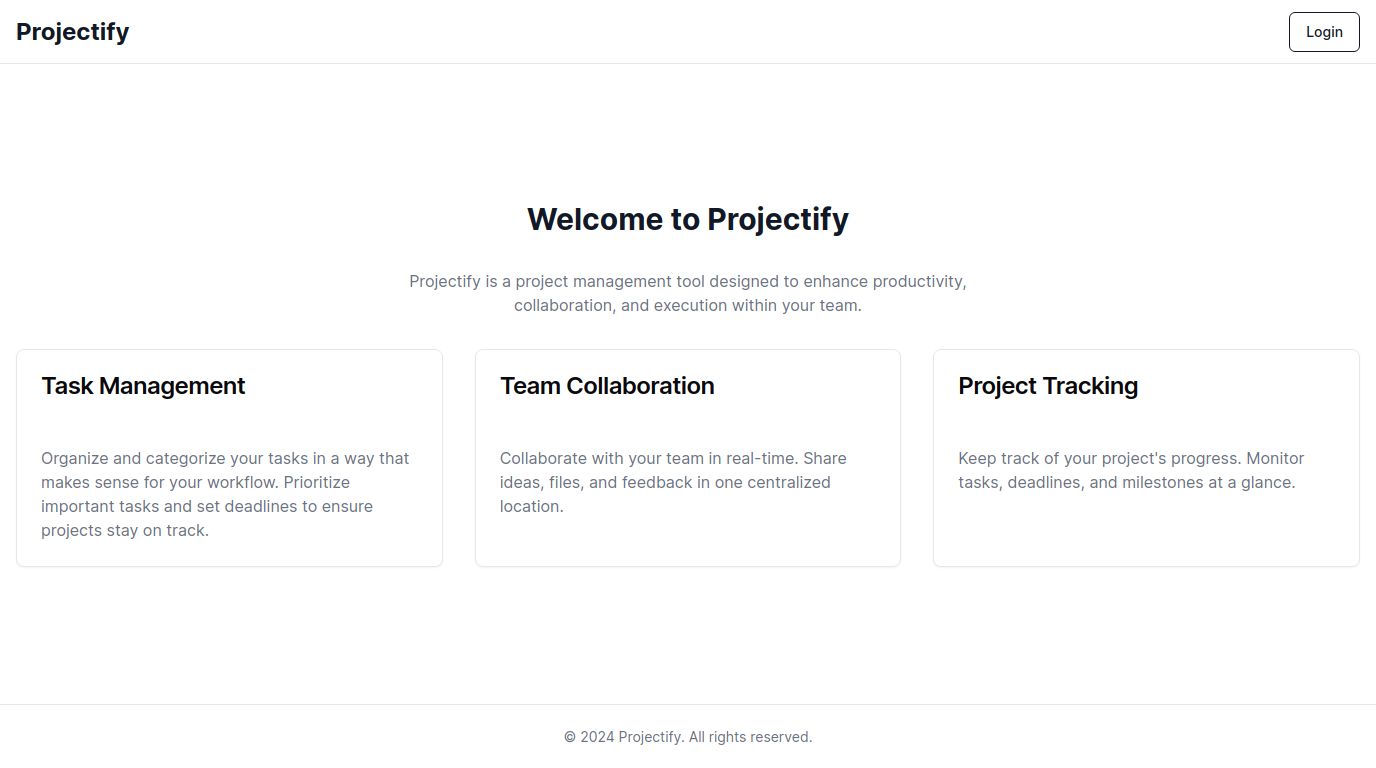 Projectify
Login
Welcome to Projectify
Projectify is a project management tool designed to enhance productivity,
collaboration, and execution within your team.
Task Management
Organize and categorize your tasks in a way that
makes sense for your workflow. Prioritize
important tasks and set deadlines to ensure
projects stay on track.
Team Collaboration
Collaborate with your team in real-time. Share
ideas, files, and feedback in one centralized
location.
Project Tracking
Keep track of your project's progress. Monitor
tasks, deadlines, and milestones at a glance.
© 2024 Projectify. All rights reserved.